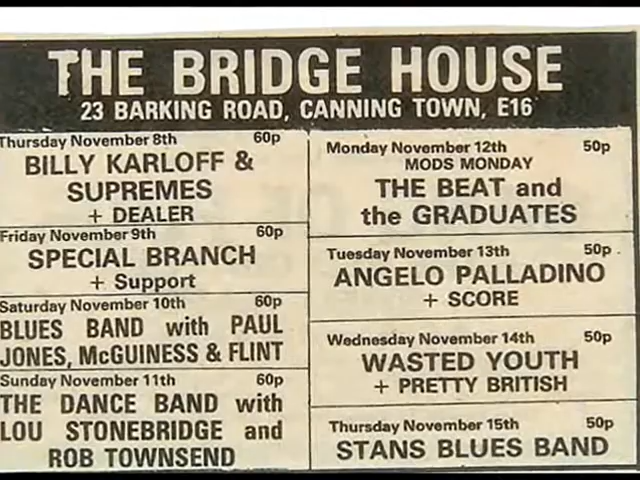 THE BRIDGE HOUSE
23 BARKING ROAD, CANNING TOWN, E16
Thursday November 8th 60p
BILLY KARLOFF &
SUPREMES
+ DEALER
Friday November 9th 60p
SPECIAL BRANCH
+ Support
Saturday November 10th 60p
BLUES BAND with PAUL
JONES, McGUINESS & FLINT
Sunday November 11th 60p
THE DANCE BAND with
LOU STONEBRIDGE and
ROB TOWNSEND
Monday November 12th 50p
MODS MONDAY
THE BEAT and
the GRADUATES
Tuesday November 13th 50p
ANGELO PALLADINO
+ SCORE
Wednesday November 14th 50p
WASTED YOUTH
+ PRETTY BRITISH
Thursday November 15th 50p
STANS BLUES BAND